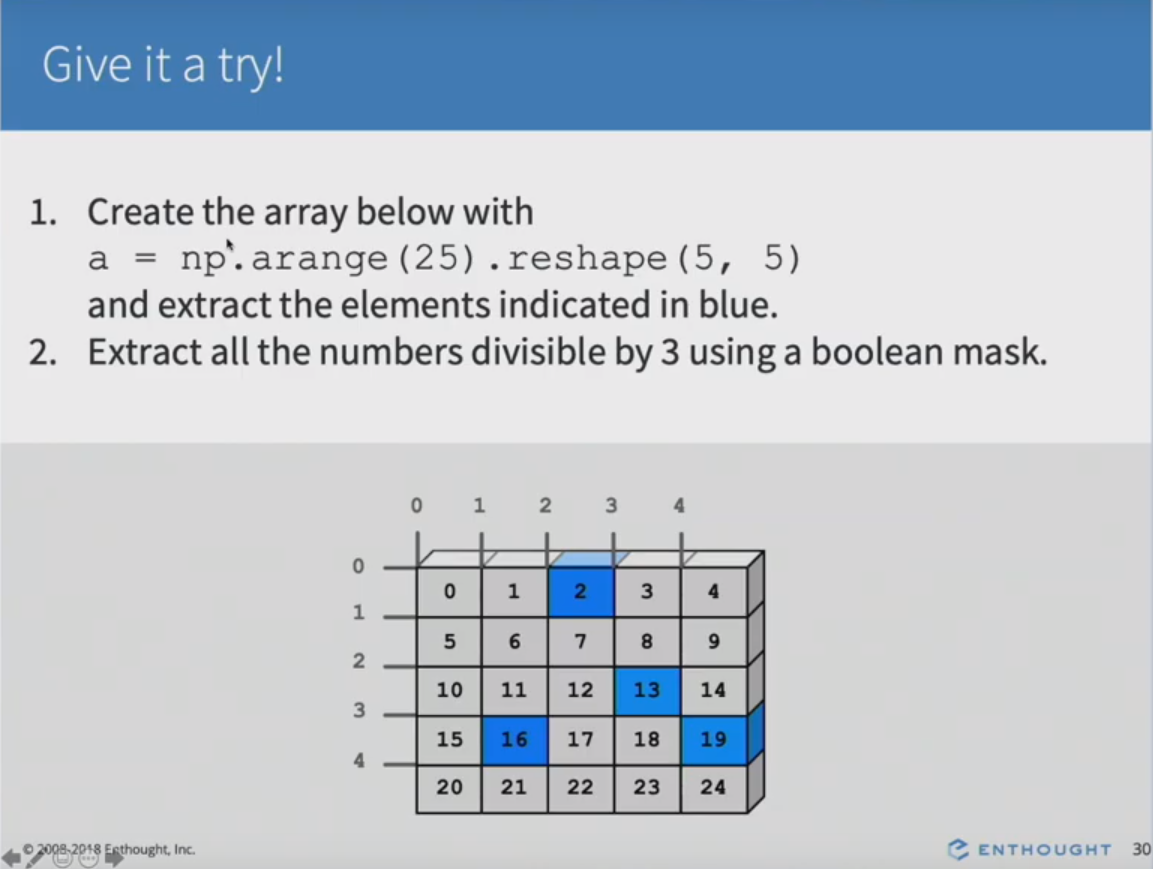 Give it a try!
1. Create the array below with
a = np.arange(25).reshape(5, 5)
and extract the elements indicated in blue.
2. Extract all the numbers divisible by 3 using a boolean mask.
0 1 2 3 4
0
0 1 2 3 4
1
5 6 7 8 9
2
10 11 12 13 14
3
15 16 17 18 19
4
20 21 22 23 24
© 2008-2018 Enthought, Inc.
ENTHOUGHT 30